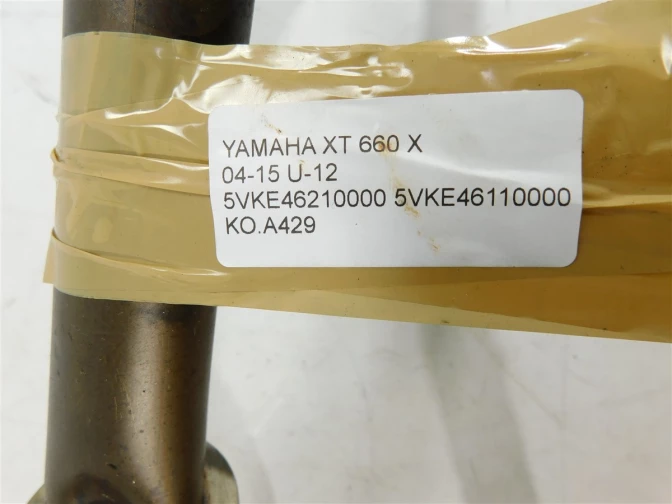 YAMAHA XT 660 X
04-15 U-12
5VKE46210000 5VKE46110000
KO.A429